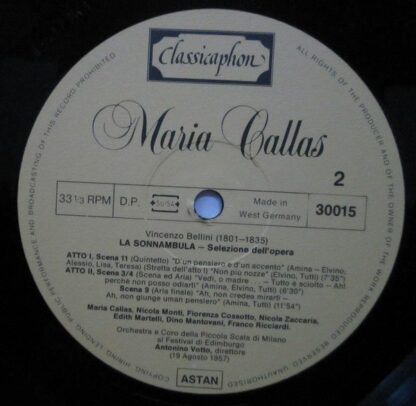 Classicaphon
Maria Callas
2
33 1/3 RPM
D.P.
Made in
West Germany
30015
Vincenzo Bellini (1801–1835)
LA SONNAMBULA – Selezione dell'opera
ATTO I, Scena 11 (Quintetto) "D'un pensiero e d'un accento" (Amina – Elvino,
Alessio, Lisa, Teresa) (Stretta dell'atto I) "Non più nozze" (Elvino, Amina, Tutti) (7'35")
ATTO II, Scena 3/4 (Scena ed Aria) "Vedi, o madre . . . – Tutto è sciolto – Ah!
perchè non posso odiarti" (Amina, Elvino, Tutti) (6'30")
Scena 9 (Aria finale) "Ah, non credea mirarti –
Ah, non giunge uman pensiero" (Amina, Tutti) (11'54")
Maria Callas, Nicola Monti, Fiorenza Cossotto, Nicola Zaccaria,
Edith Martelli, Dino Mantovani, Franco Ricciardi.
Orchestra e Coro della Piccola Scala di Milano
al Festival di Edimburgo
Antonino Votto, direttore
(19 Agosto 1957)
ASTAN
ALL RIGHTS OF THE PRODUCER AND OF THE OWNER OF THE WORK REPRODUCED RESERVED UNAUTHORISED COPYING, HIRING, LENDING, PUBLIC PERFORMANCE AND BROADCASTING OF THIS RECORD PROHIBITED